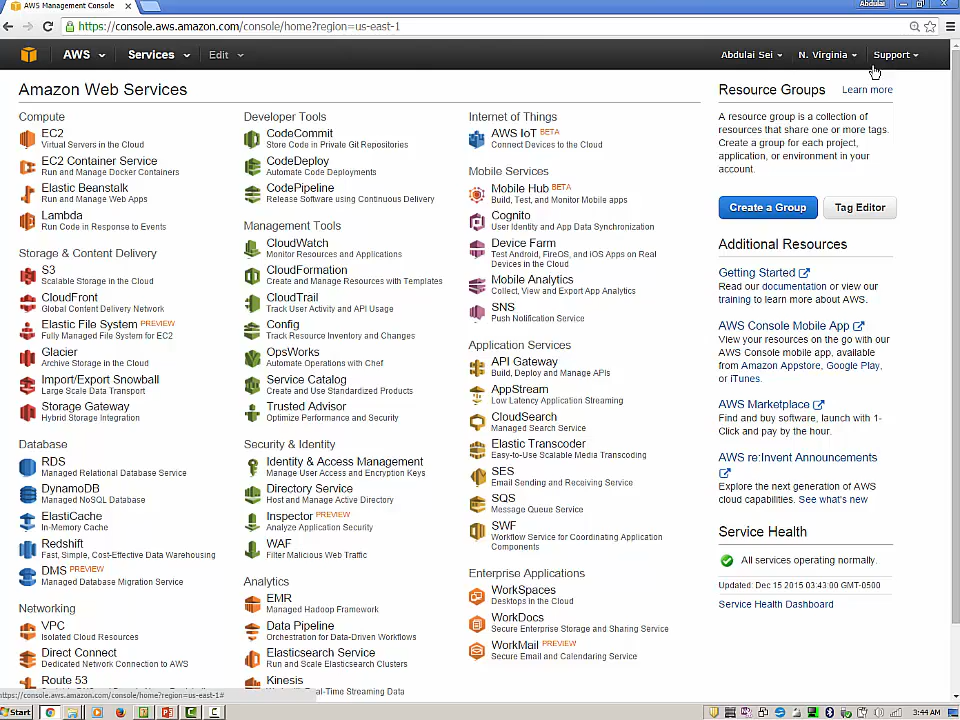 AWS Management Console
Abdulai
https://console.aws.amazon.com/console/home?region=us-east-1
AWS Services Edit Abdulai Sei N. Virginia Support
Amazon Web Services
Compute
EC2
Virtual Servers in the Cloud
EC2 Container Service
Run and Manage Docker Containers
Elastic Beanstalk
Run and Manage Web Apps
Lambda
Run Code in Response to Events
Storage & Content Delivery
S3
Scalable Storage in the Cloud
CloudFront
Global Content Delivery Network
Elastic File System PREVIEW
Fully Managed File System for EC2
Glacier
Archive Storage in the Cloud
Import/Export Snowball
Large Scale Data Transport
Storage Gateway
Hybrid Storage Integration
Database
RDS
Managed Relational Database Service
DynamoDB
Managed NoSQL Database
ElastiCache
In-Memory Cache
Redshift
Fast, Simple, Cost-Effective Data Warehousing
DMS PREVIEW
Managed Database Migration Service
Networking
VPC
Isolated Cloud Resources
Direct Connect
Dedicated Network Connection to AWS
Route 53
Developer Tools
CodeCommit
Store Code in Private Git Repositories
CodeDeploy
Automate Code Deployments
CodePipeline
Release Software using Continuous Delivery
Management Tools
CloudWatch
Monitor Resources and Applications
CloudFormation
Create and Manage Resources with Templates
CloudTrail
Track User Activity and API Usage
Config
Track Resource Inventory and Changes
OpsWorks
Automate Operations with Chef
Service Catalog
Create and Use Standardized Products
Trusted Advisor
Optimize Performance and Security
Security & Identity
Identity & Access Management
Manage User Access and Encryption Keys
Directory Service
Host and Manage Active Directory
Inspector PREVIEW
Analyze Application Security
WAF
Filter Malicious Web Traffic
Analytics
EMR
Managed Hadoop Framework
Data Pipeline
Orchestration for Data-Driven Workflows
Elasticsearch Service
Run and Scale Elasticsearch Clusters
Kinesis
Real-Time Streaming Data
Internet of Things
AWS IoT BETA
Connect Devices to the Cloud
Mobile Services
Mobile Hub BETA
Build, Test, and Monitor Mobile apps
Cognito
User Identity and App Data Synchronization
Device Farm
Test Android, FireOS, and iOS Apps on Real
Devices in the Cloud
Mobile Analytics
Collect, View and Export App Analytics
SNS
Push Notification Service
Application Services
API Gateway
Build, Deploy and Manage APIs
AppStream
Low Latency Application Streaming
CloudSearch
Managed Search Service
Elastic Transcoder
Easy-to-Use Scalable Media Transcoding
SES
Email Sending and Receiving Service
SQS
Message Queue Service
SWF
Workflow Service for Coordinating Application
Components
Enterprise Applications
WorkSpaces
Desktops in the Cloud
WorkDocs
Secure Enterprise Storage and Sharing Service
WorkMail PREVIEW
Secure Email and Calendaring Service
Resource Groups Learn more
A resource group is a collection of
resources that share one or more tags.
Create a group for each project,
application, or environment in your
account.
Create a Group Tag Editor
Additional Resources
Getting Started
Read our documentation or view our
training to learn more about AWS.
AWS Console Mobile App
View your resources on the go with our
AWS Console mobile app, available
from Amazon Appstore, Google Play,
or iTunes.
AWS Marketplace
Find and buy software, launch with 1-
Click and pay by the hour.
AWS re:Invent Announcements
Explore the next generation of AWS
cloud capabilities. See what's new
Service Health
All services operating normally.
Updated: Dec 15 2015 03:43:00 GMT-0500
Service Health Dashboard
https://console.aws.amazon.com/console/home?region=us-east-1#
Start 3:44 AM